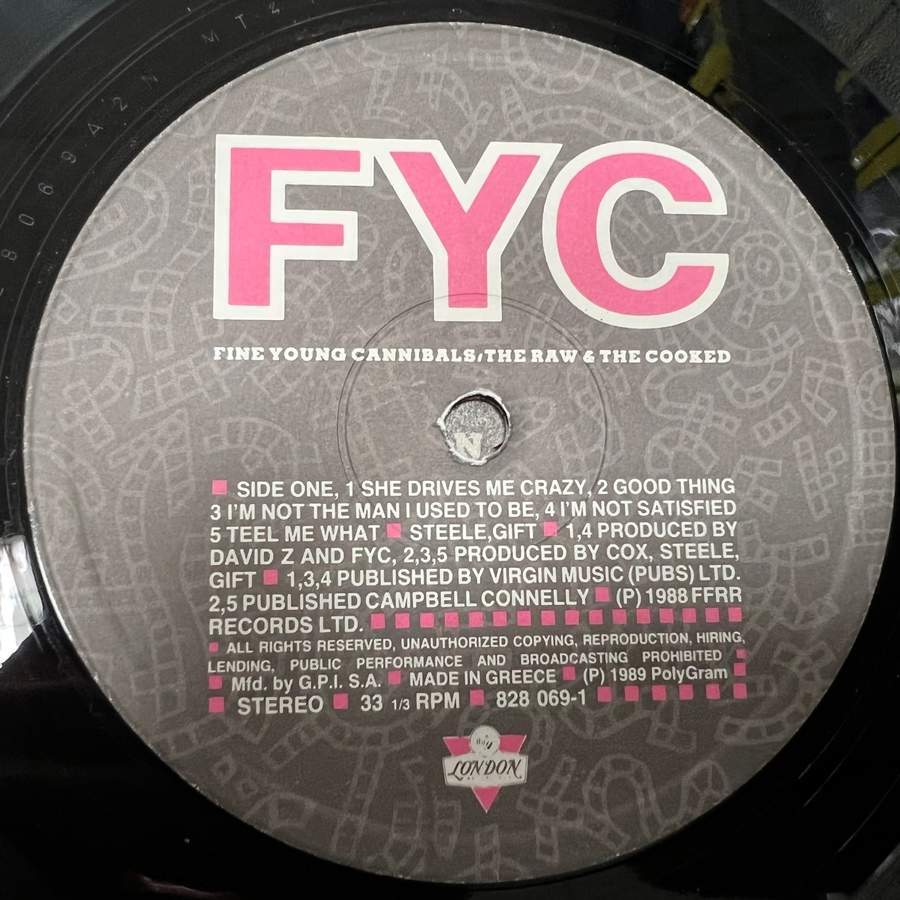 FYC
FINE YOUNG CANNIBALS/THE RAW & THE COOKED
SIDE ONE, 1 SHE DRIVES ME CRAZY, 2 GOOD THING
3 I'M NOT THE MAN I USED TO BE, 4 I'M NOT SATISFIED
5 TEEL ME WHAT ■ STEELE,GIFT ■ 1,4 PRODUCED BY
DAVID Z AND FYC, 2,3,5 PRODUCED BY COX, STEELE,
GIFT ■ 1,3,4 PUBLISHED BY VIRGIN MUSIC (PUBS) LTD.
2,5 PUBLISHED CAMPBELL CONNELLY ■ (P) 1988 FFRR
RECORDS LTD.
ALL RIGHTS RESERVED, UNAUTHORIZED COPYING, REPRODUCTION, HIRING,
LENDING, PUBLIC PERFORMANCE AND BROADCASTING PROHIBITED
Mfd. by G.P.I. S.A. ■ MADE IN GREECE ■ (P) 1989 PolyGram
STEREO ■ 33 1/3 RPM ■ 828 069-1
LONDON